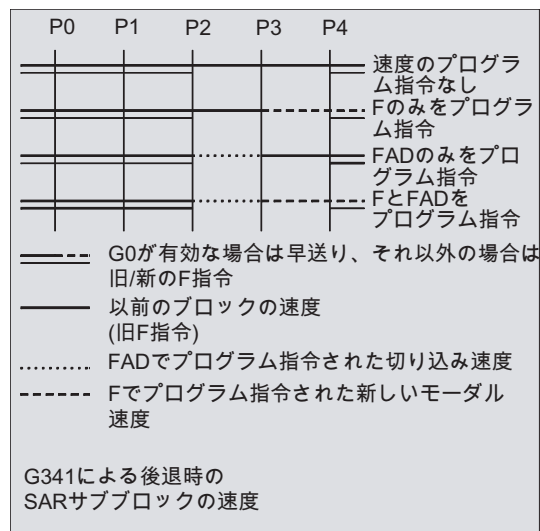 P0 P1 P2 P3 P4
速度のプログラ
ム指令なし
Fのみをプログラ
ム指令
FADのみをプロ
グラム指令
FとFADを
プログラム指令
G0が有効な場合は早送り、それ以外の場合は
旧/新のF指令
以前のブロックの速度
(旧F指令)
FADでプログラム指令された切り込み速度
Fでプログラム指令された新しいモーダル
速度
G341による後退時の
SARサブブロックの速度